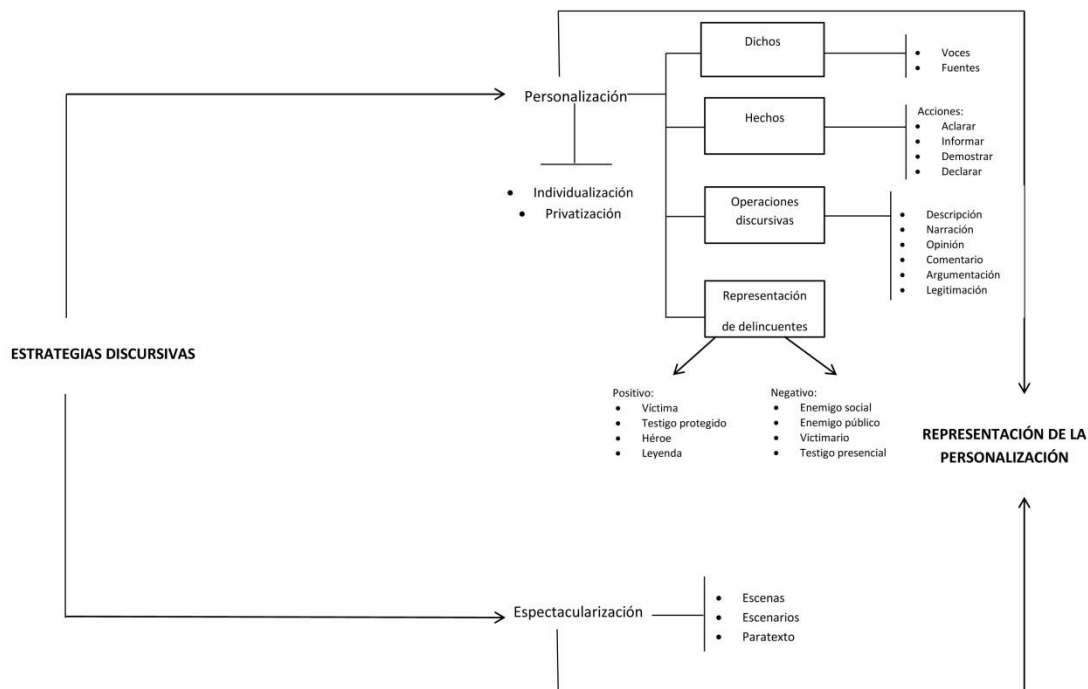 ESTRATEGIAS DISCURSIVAS
Personalización
• Individualización
• Privatización
Dichos
• Voces
• Fuentes
Hechos
Acciones:
• Aclarar
• Informar
• Demostrar
• Declarar
Operaciones
discursivas
• Descripción
• Narración
• Opinión
• Comentario
• Argumentación
• Legitimación
Representación
de delincuentes
Positivo:
• Víctima
• Testigo protegido
• Héroe
• Leyenda
Negativo:
• Enemigo social
• Enemigo público
• Victimario
• Testigo presencial
REPRESENTACIÓN DE LA
PERSONALIZACIÓN
Espectacularización
• Escenas
• Escenarios
• Paratexto